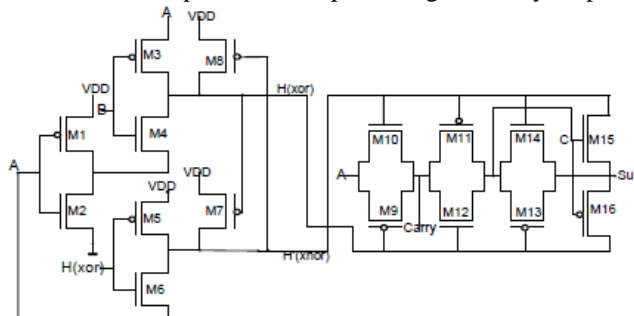 A VDD
M3 M8
VDD H(xor)
B
M1 M4 M10 M11 M14 C M15
A
A Su
M2 VDD VDD
M5 M7 M9 M12 M13 M16
Carry
H(xor) H'(xnor)
M6